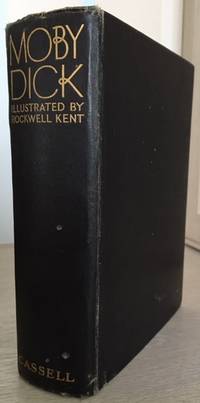 MOBY
DICK
ILLUSTRATED BY
ROCKWELL KENT
CASSELL